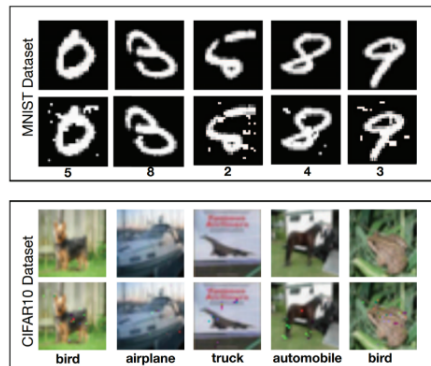 MNIST Dataset
5 8 2 4 3
CIFAR10 Dataset
bird airplane truck automobile bird